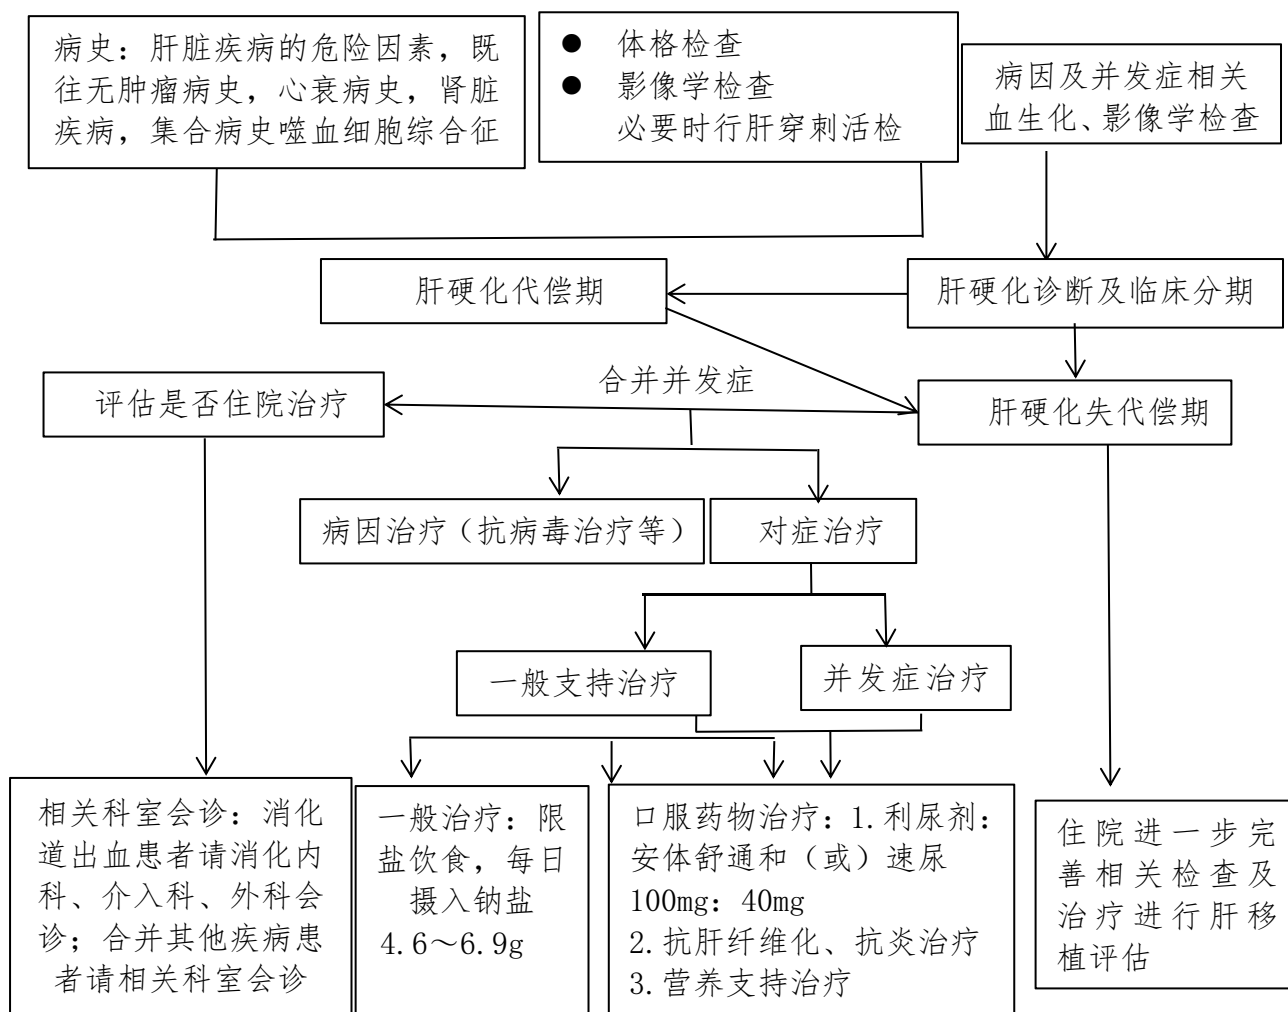 病史：肝脏疾病的危险因素，既
往无肿瘤病史，心衰病史，肾脏
疾病，集合病史噬血细胞综合征
● 体格检查
● 影像学检查
必要时行肝穿刺活检
病因及并发症相关
血生化、影像学检查
肝硬化代偿期
肝硬化诊断及临床分期
评估是否住院治疗
合并并发症
肝硬化失代偿期
病因治疗（抗病毒治疗等）
对症治疗
一般支持治疗
并发症治疗
相关科室会诊：消化
道出血患者请消化内
科、介入科、外科会
诊；合并其他疾病患
者请相关科室会诊
一般治疗：限
盐饮食，每日
摄入钠盐
4.6～6.9g
口服药物治疗：1.利尿剂：
安体舒通和（或）速尿
100mg：40mg
2.抗肝纤维化、抗炎治疗
3.营养支持治疗
住院进一步完
善相关检查及
治疗进行肝移
植评估